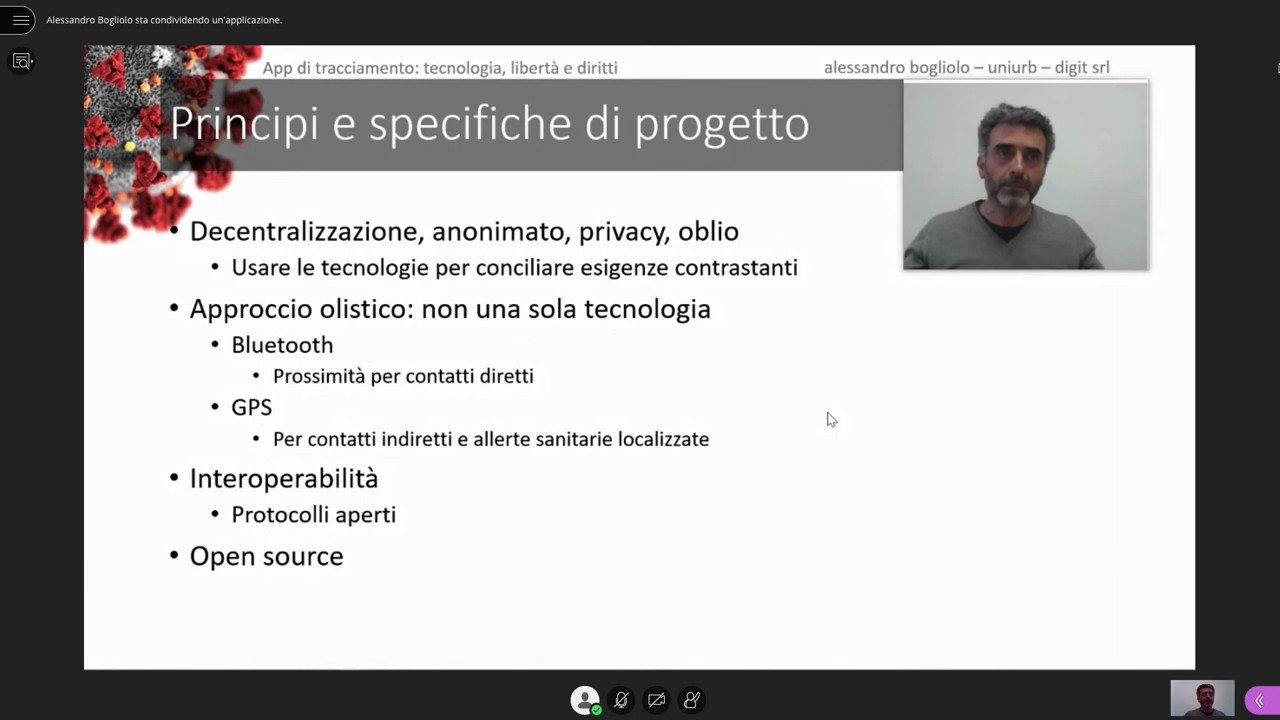 Alessandro Bogliolo sta condividendo un'applicazione.
App di tracciamento: tecnologia, libertà e diritti
alessandro bogliolo – uniurb – digit srl
Principi e specifiche di progetto
• Decentralizzazione, anonimato, privacy, oblio
• Usare le tecnologie per conciliare esigenze contrastanti
• Approccio olistico: non una sola tecnologia
• Bluetooth
• Prossimità per contatti diretti
• GPS
• Per contatti indiretti e allerte sanitarie localizzate
• Interoperabilità
• Protocolli aperti
• Open source